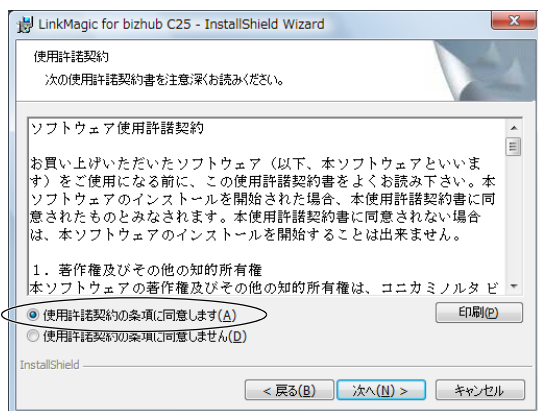 LinkMagic for bizhub C25 - InstallShield Wizard
使用許諾契約
次の使用許諾契約書を注意深くお読みください。
ソフトウェア使用許諾契約
お買い上げいただいたソフトウェア（以下、本ソフトウェアといいま
す）をご使用になる前に、この使用許諾契約書をよくお読み下さい。本
ソフトウェアのインストールを開始された場合、本使用許諾契約書に同
意されたものとみなされます。本使用許諾契約書に同意されない場合
は、本ソフトウェアのインストールを開始することは出来ません。
１．著作権及びその他の知的所有権
本ソフトウェアの著作権及びその他の知的所有権は、コニカミノルタ ビ
使用許諾契約の条項に同意します(A)
印刷(P)
使用許諾契約の条項に同意しません(D)
InstallShield
< 戻る(B)
次へ(N) >
キャンセル